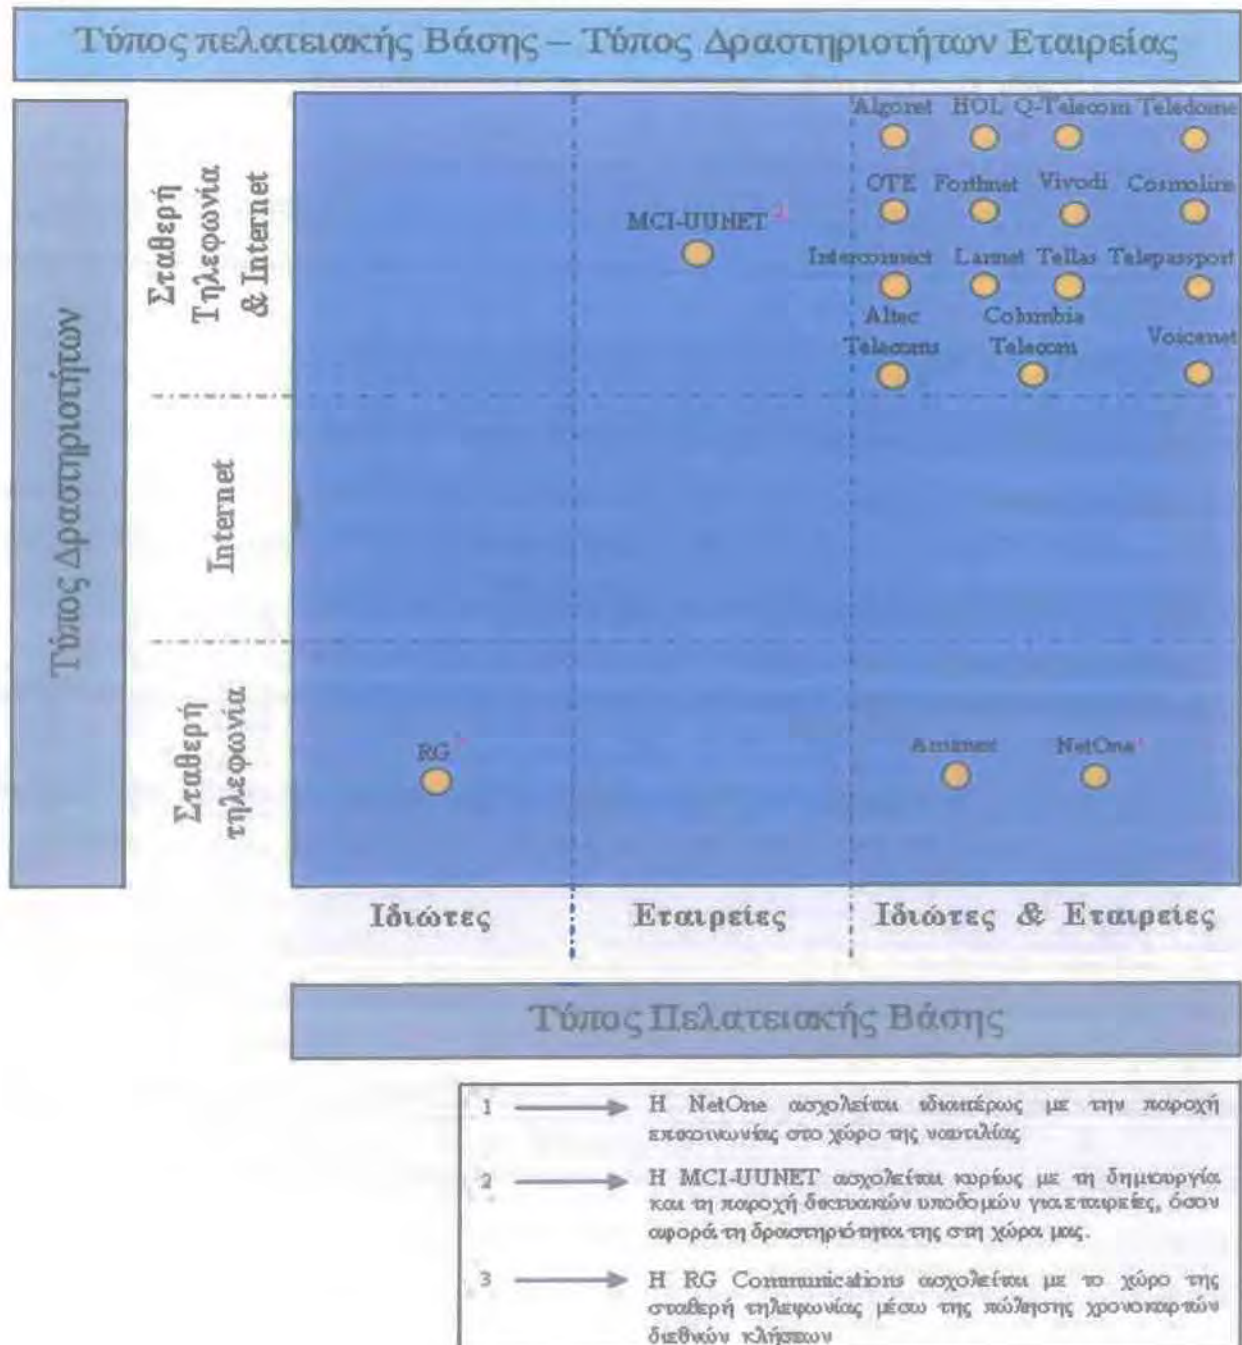 Τύπος πελατειακής Βάσης – Τύπος Δραστηριοτήτων Εταιρείας
Τύπος Δραστηριοτήτων
Σταθερή
Τηλεφωνία
& Internet
Internet
Σταθερή
τηλεφωνία
Algonet HOL Q-Telecom Teledome
OTE Forthnet Vivodi Cosmoline
MCI-UUNET
Interconnect Lannet Tellas Telepassport
Altec
Telecoms
Columbia
Telecom
Voicenet
RG
NetOne
Ιδιώτες
Εταιρείες
Ιδιώτες & Εταιρείες
Τύπος Πελατειακής Βάσης
1 Η NetOne ασχολείται ιδιαιτέρως με την παροχή
επικοινωνίας στο χώρο της ναυτιλίας
2 Η MCI-UUNET ασχολείται κυρίως με τη δημιουργία
και τη παροχή δικτυακών υποδομών για εταιρείες, όσον
αφορά τη δραστηριότητα της στη χώρα μας.
3 Η RG Communications ασχολείται με το χώρο της
σταθερή τηλεφωνίας μέσω της πώλησης χρονοκαρτών
διεθνών κλήσεων